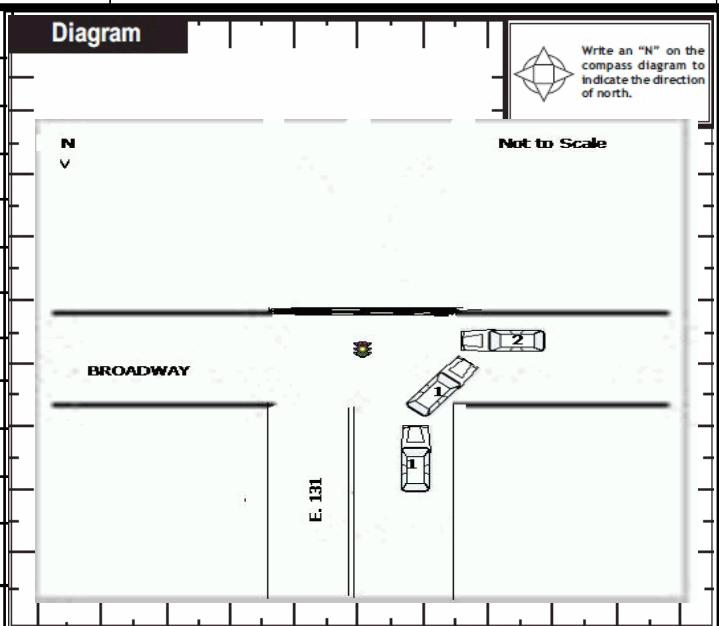 Diagram
Write an “N” on the
compass diagram to
indicate the direction
of north.
N
Not to Scale
2
BROADWAY
1
1
E. 131